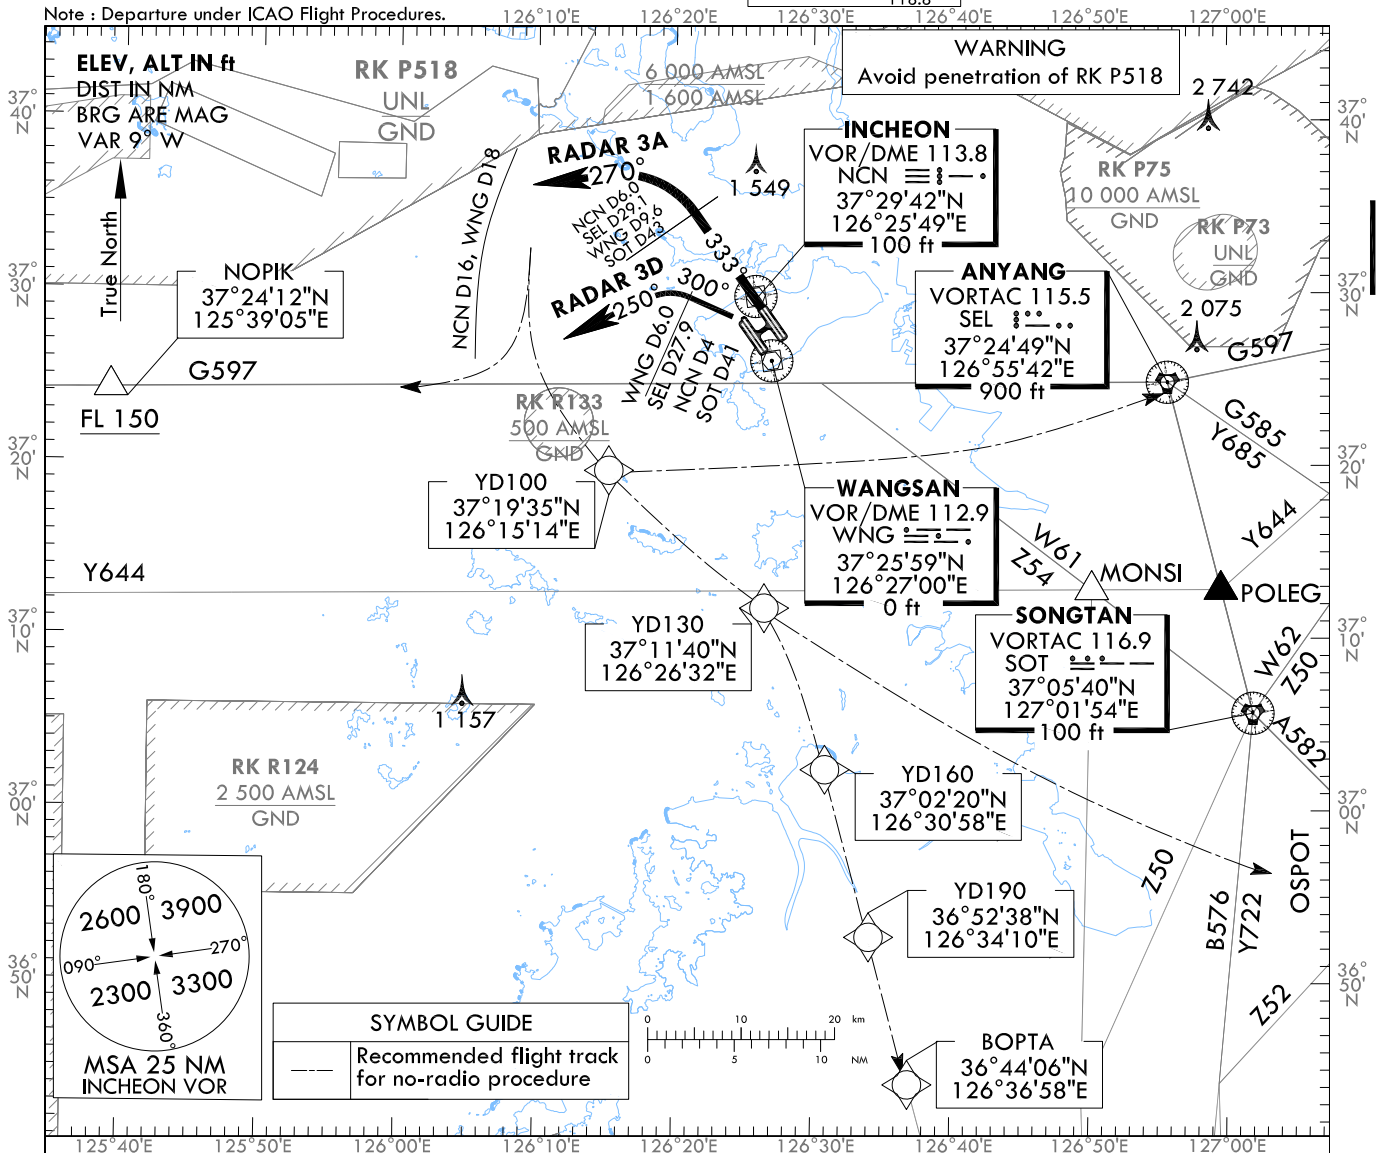 118.8
Note : Departure under ICAO Flight Procedures.
126°10'E
126°20'E
126°30'E
126°40'E
126°50'E
127°00'E
ELEV, ALT IN ft
DIST IN NM
BRG ARE MAG
VAR 9° W
True North
RK P518
UNL
GND
6 000 AMSL
1 600 AMSL
WARNING
Avoid penetration of RK P518
2 742
37°
40'
N
37°
40'
N
RADAR 3A
270°
NCN D6.0
SEL D29.1
WNG D9.6
SOT D43
33°
1 549
INCHEON
VOR/DME 113.8
NCN
37°29'42"N
126°25'49"E
100 ft
RK P75
10 000 AMSL
GND
RK P73
UNL
GND
2 075
NCN D16, WNG D18
NOPIK
37°24'12"N
125°39'05"E
FL 150
G597
37°
30'
N
37°
30'
N
RADAR 3D
250°
300°
WNG D6.0
SEL D27.9
NCN D4
SOT D41
ANYANG
VORTAC 115.5
SEL
37°24'49"N
126°55'42"E
900 ft
G597
G585
Y685
RK R133
500 AMSL
GND
37°
20'
N
37°
20'
N
YD100
37°19'35"N
126°15'14"E
WANGSAN
VOR/DME 112.9
WNG
37°25'59"N
126°27'00"E
0 ft
W61
Z54
Y644
Y644
MONSI
POLEG
37°
10'
N
37°
10'
N
YD130
37°11'40"N
126°26'32"E
SONGTAN
VORTAC 116.9
SOT
37°05'40"N
127°01'54"E
100 ft
W62
Z50
A582
1 157
RK R124
2 500 AMSL
GND
YD160
37°02'20"N
126°30'58"E
37°
00'
N
37°
00'
N
Z50
B576
Y722
OSPOT
Z52
YD190
36°52'38"N
126°34'10"E
36°
50'
N
36°
50'
N
180°
2600
3900
270°
090°
2300
3300
360°
MSA 25 NM
INCHEON VOR
SYMBOL GUIDE
Recommended flight track
for no-radio procedure
0 10 20 km
0 5 10 NM
BOPTA
36°44'06"N
126°36'58"E
125°40'E
125°50'E
126°00'E
126°10'E
126°20'E
126°30'E
126°40'E
126°50'E
127°00'E